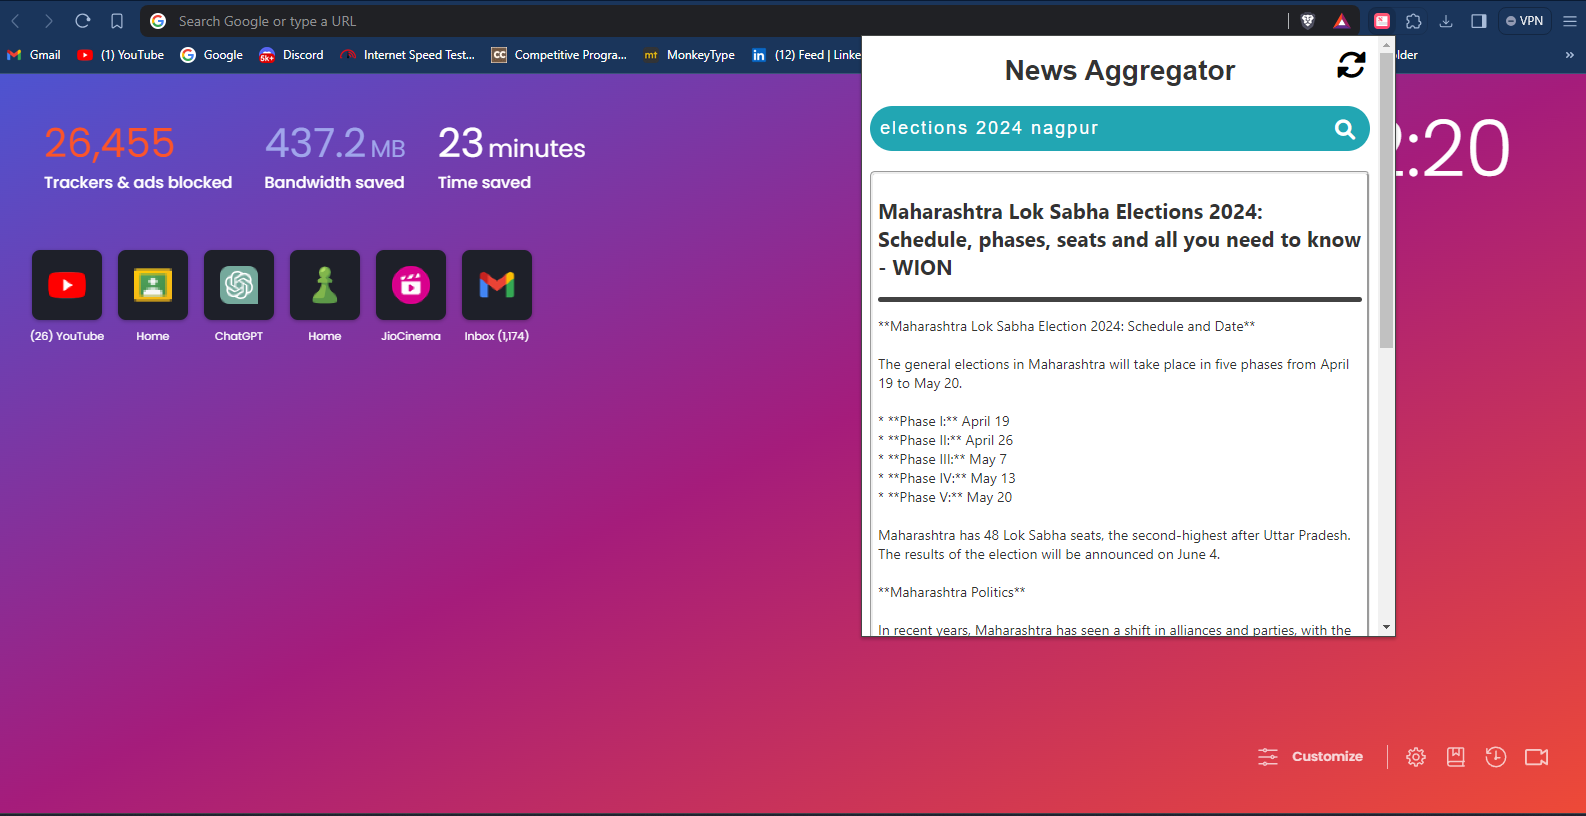 Search Google or type a URL
VPN
Gmail
(1) YouTube
Google
5k+
Discord
Internet Speed Test...
CC
Competitive Progra...
mt
MonkeyType
in
(12) Feed | Linke
lder
»
News Aggregator
elections 2024 nagpur
26,455
Trackers & ads blocked
437.2 MB
Bandwidth saved
23 minutes
Time saved
:20
Maharashtra Lok Sabha Elections 2024:
Schedule, phases, seats and all you need to know
- WION
**Maharashtra Lok Sabha Election 2024: Schedule and Date**
The general elections in Maharashtra will take place in five phases from April
19 to May 20.
* **Phase I:** April 19
* **Phase II:** April 26
* **Phase III:** May 7
* **Phase IV:** May 13
* **Phase V:** May 20
Maharashtra has 48 Lok Sabha seats, the second-highest after Uttar Pradesh.
The results of the election will be announced on June 4.
**Maharashtra Politics**
In recent years, Maharashtra has seen a shift in alliances and parties, with the
(26) YouTube
Home
ChatGPT
Home
JioCinema
Inbox (1,174)
Customize